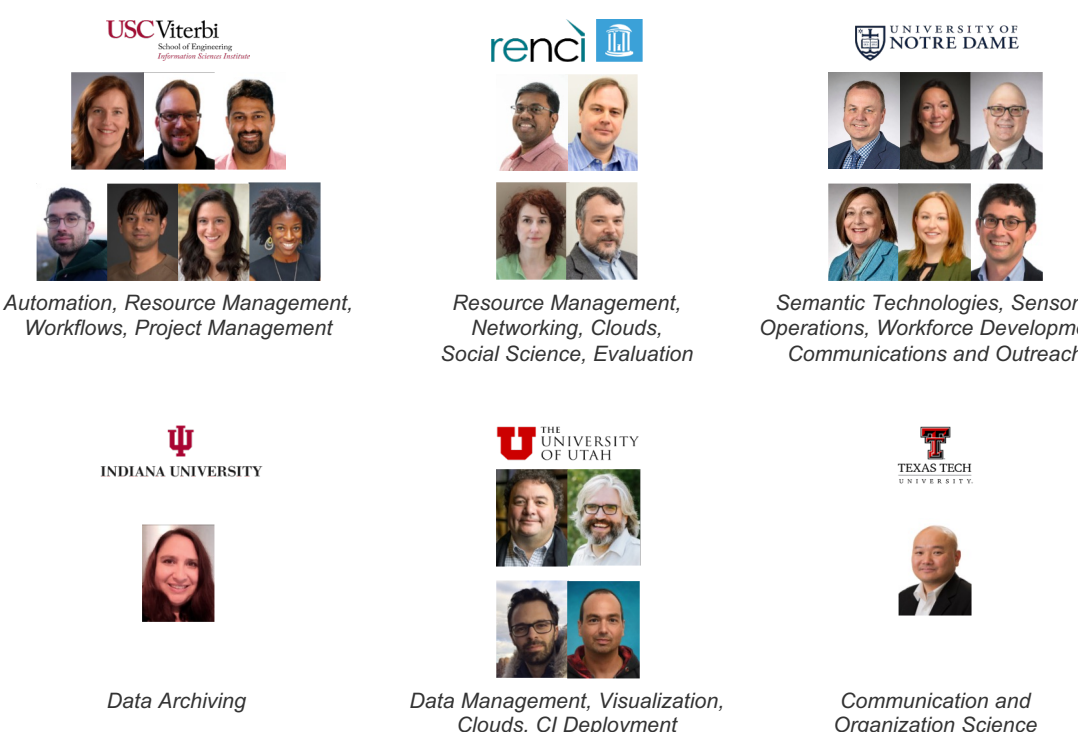 USC Viterbi
School of Engineering
Information Sciences Institute
renci
UNIVERSITY OF
NOTRE DAME
Automation, Resource Management,
Workflows, Project Management
Resource Management,
Networking, Clouds,
Social Science, Evaluation
Semantic Technologies, Sensor
Operations, Workforce Developme
Communications and Outreach
INDIANA UNIVERSITY
THE
UNIVERSITY
OF UTAH
TEXAS TECH
UNIVERSITY.
Data Archiving
Data Management, Visualization,
Clouds, CI Deployment
Communication and
Organization Science